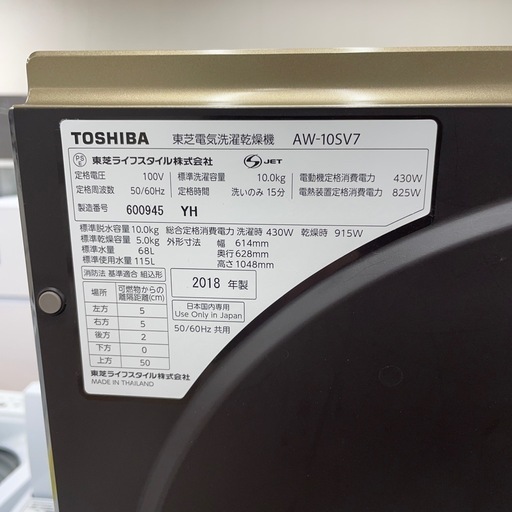 TOSHIBA 東芝電気洗濯乾燥機 AW-10SV7
PS E 東芝ライフスタイル株式会社 S JET
定格電圧 100V 標準洗濯容量 10.0kg 電動機定格消費電力 430W
定格周波数 50/60Hz 定格時間 洗いのみ 15分 電熱装置定格消費電力 825W
製造番号 600945 YH
標準脱水容量10.0kg 総合定格消費電力 洗濯時 430W 乾燥時 915W
標準乾燥容量 5.0kg 外形寸法 幅 614mm
標準水量 68L 奥行 628mm
標準使用水量 115L 高さ 1048mm
消防法 基準適合 組込形
2018 年製
場所 可燃物からの離隔距離(cm)
日本国内専用
Use Only in Japan
左方 5
50/60Hz 共用
右方 5
後方 2
下方 0
上方 50
東芝ライフスタイル株式会社
MADE IN THAILAND